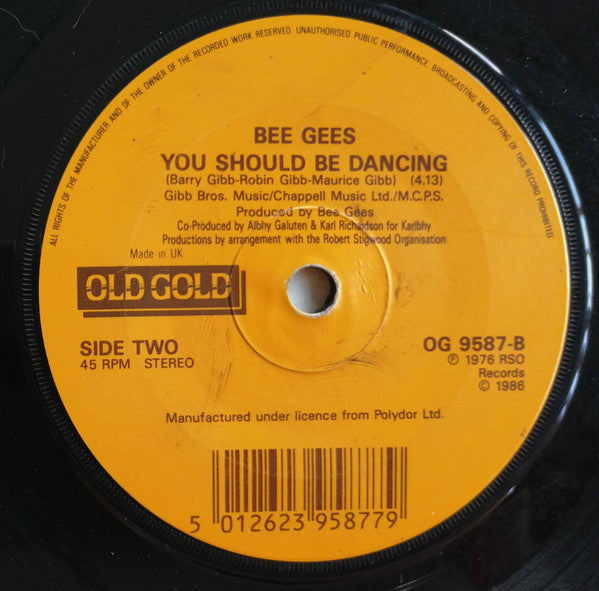 ALL RIGHTS OF THE MANUFACTURER AND OF THE OWNER OF THE RECORDED WORK RESERVED. UNAUTHORISED PUBLIC PERFORMANCE, BROADCASTING AND COPYING OF THIS RECORD PROHIBITED
BEE GEES
YOU SHOULD BE DANCING
(Barry Gibb-Robin Gibb-Maurice Gibb) (4.13)
Gibb Bros. Music/Chappell Music Ltd./M.C.P.S.
Produced by Bee Gees
Co-Produced by Albhy Galuten & Karl Richardson for Karlbhy
Productions by arrangement with the Robert Stigwood Organisation
Made in UK
OLD GOLD
SIDE TWO
45 RPM STEREO
OG 9587-B
℗ 1976 RSO
Records
© 1986
Manufactured under licence from Polydor Ltd.
5 012623 958779